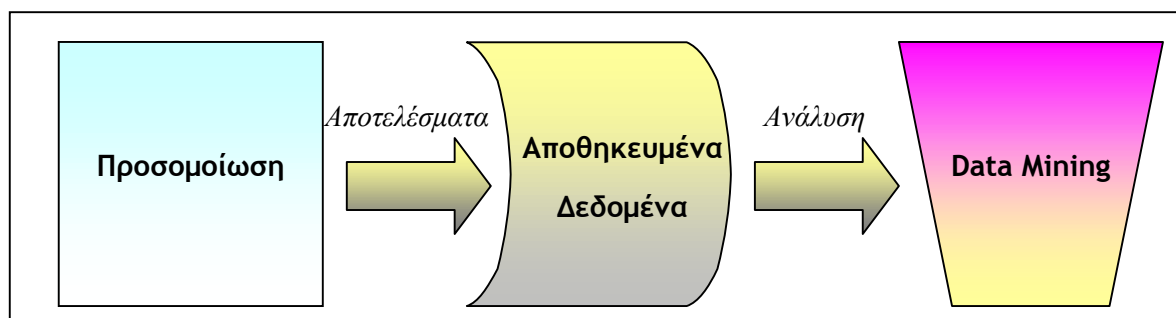 Προσομοίωση
Αποτελέσματα
Αποθηκευμένα
Δεδομένα
Ανάλυση
Data Mining